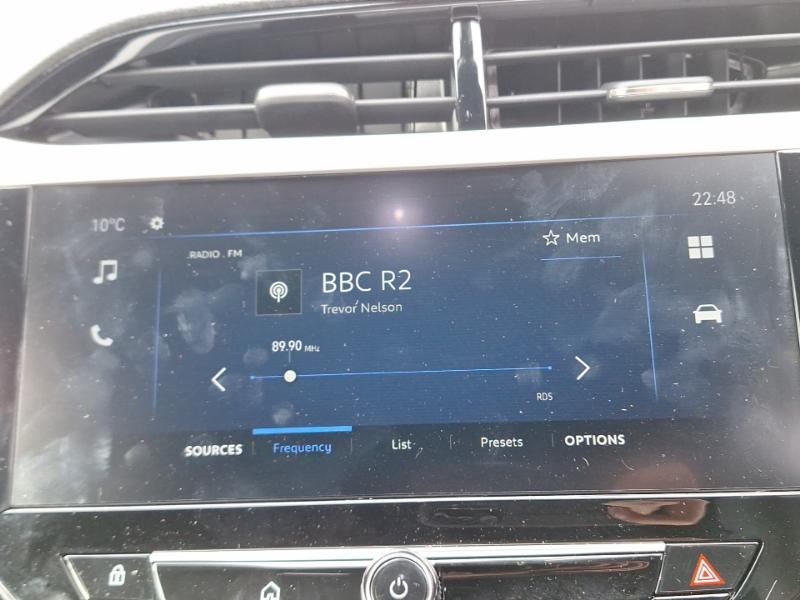 10°C
22:48
RADIO . FM
Mem
BBC R2
Trevor Nelson
89.90 MHz
RDS
SOURCES Frequency List Presets OPTIONS